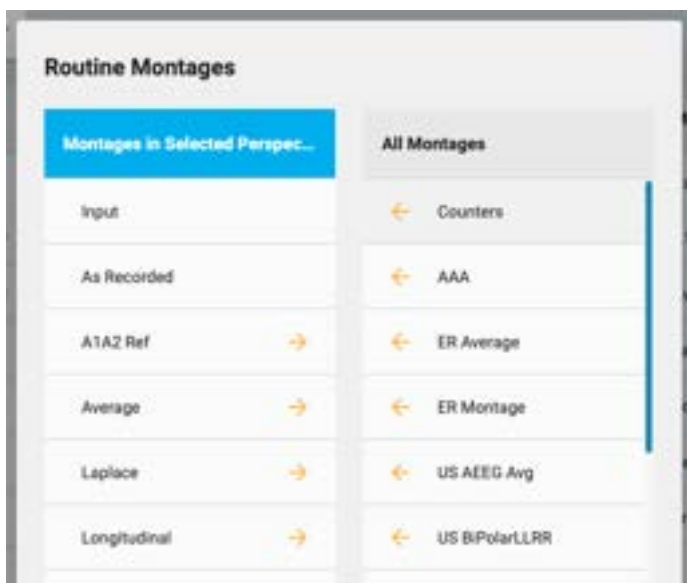 Routine Montages
Montages in Selected Perspec...
Input
As Recorded
A1A2 Ref
Average
Laplace
Longitudinal
All Montages
Counters
AAA
ER Average
ER Montage
US AEEG Avg
US BiPolarLLRR